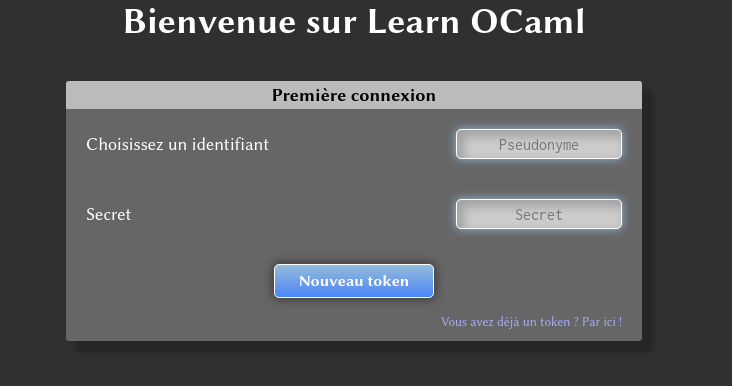 Bienvenue sur Learn OCaml
Première connexion
Choisissez un identifiant
Pseudonyme
Secret
Secret
Nouveau token
Vous avez déjà un token ? Par ici !